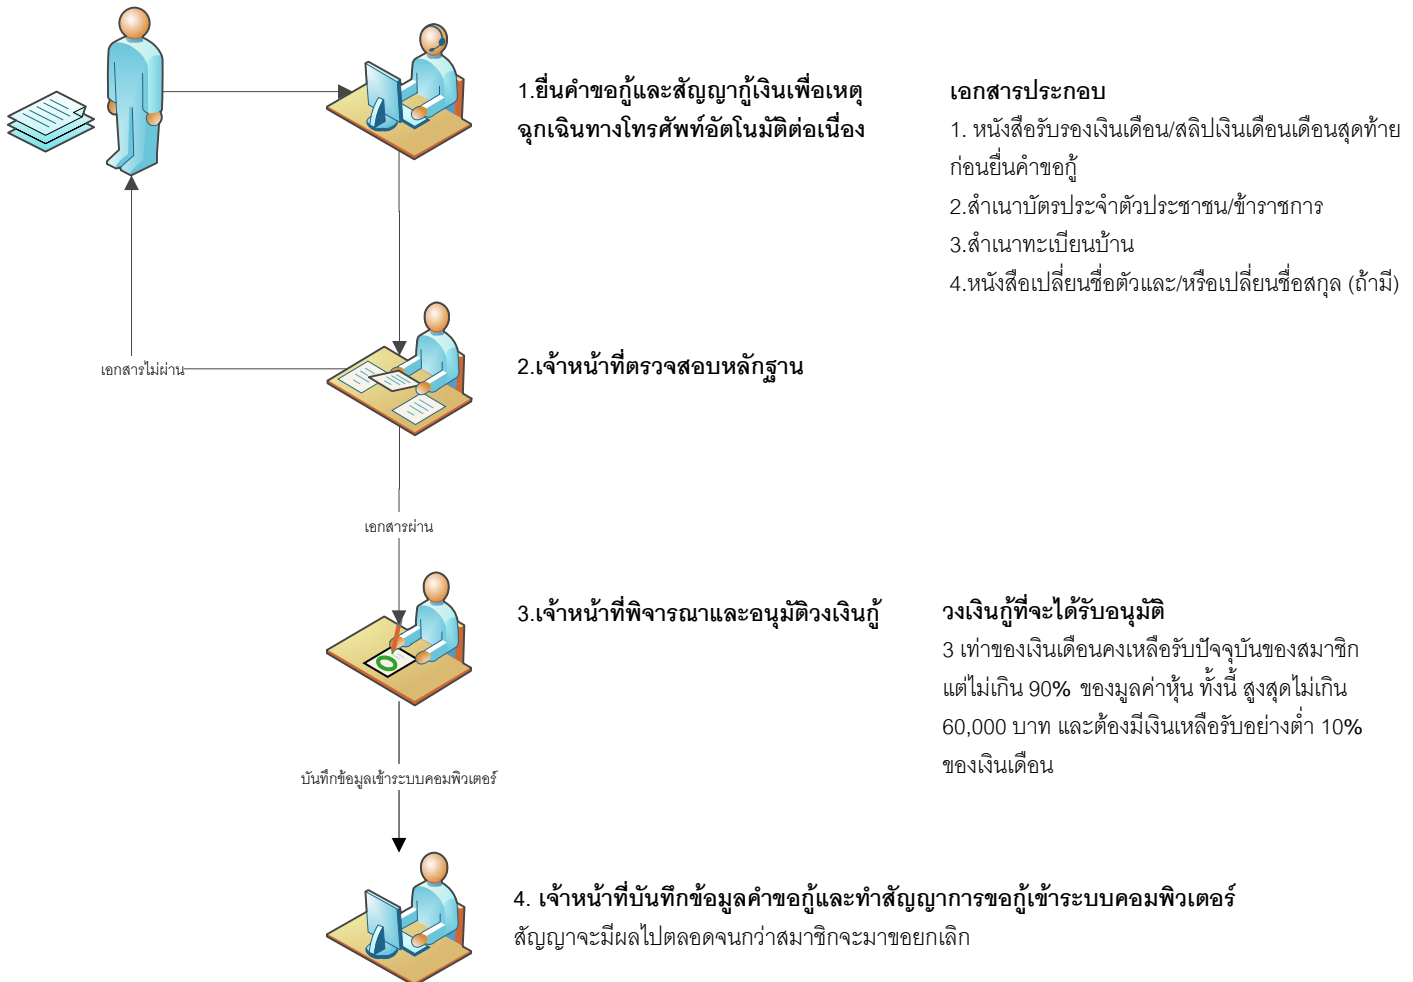 1.ยื่นคำขอกู้และสัญญากู้เงินเพื่อเหตุ
ฉุกเฉินทางโทรศัพท์อัตโนมัติต่อเนื่อง
เอกสารประกอบ
1. หนังสือรับรองเงินเดือน/สลิปเงินเดือนเดือนสุดท้าย
ก่อนยื่นคำขอกู้
2.สำเนาบัตรประจำตัวประชาชน/ข้าราชการ
3.สำเนาทะเบียนบ้าน
4.หนังสือเปลี่ยนชื่อตัวและ/หรือเปลี่ยนชื่อสกุล (ถ้ามี)
เอกสารไม่ผ่าน
2.เจ้าหน้าที่ตรวจสอบหลักฐาน
เอกสารผ่าน
3.เจ้าหน้าที่พิจารณาและอนุมัติวงเงินกู้
วงเงินกู้ที่จะได้รับอนุมัติ
3 เท่าของเงินเดือนคงเหลือรับปัจจุบันของสมาชิก
แต่ไม่เกิน 90% ของมูลค่าหุ้น ทั้งนี้ สูงสุดไม่เกิน
60,000 บาท และต้องมีเงินเหลือรับอย่างต่ำ 10%
ของเงินเดือน
บันทึกข้อมูลเข้าระบบคอมพิวเตอร์
4. เจ้าหน้าที่บันทึกข้อมูลคำขอกู้และทำสัญญาการขอกู้เข้าระบบคอมพิวเตอร์
สัญญาจะมีผลไปตลอดจนกว่าสมาชิกจะมาขอยกเลิก